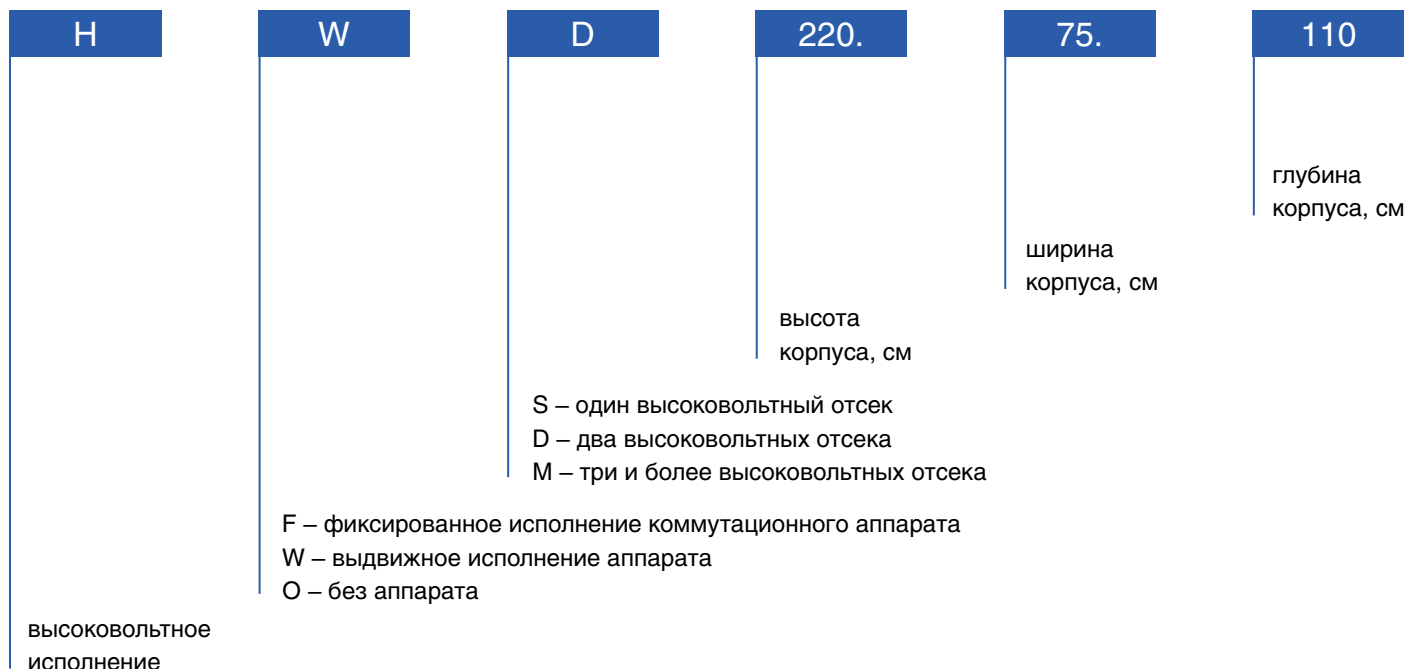 H W D 220. 75. 110
глубина
корпуса, см
ширина
корпуса, см
высота
корпуса, см
S – один высоковольтный отсек
D – два высоковольтных отсека
M – три и более высоковольтных отсека
F – фиксированное исполнение коммутационного аппарата
W – выдвижное исполнение аппарата
O – без аппарата
высоковольтное
исполнение